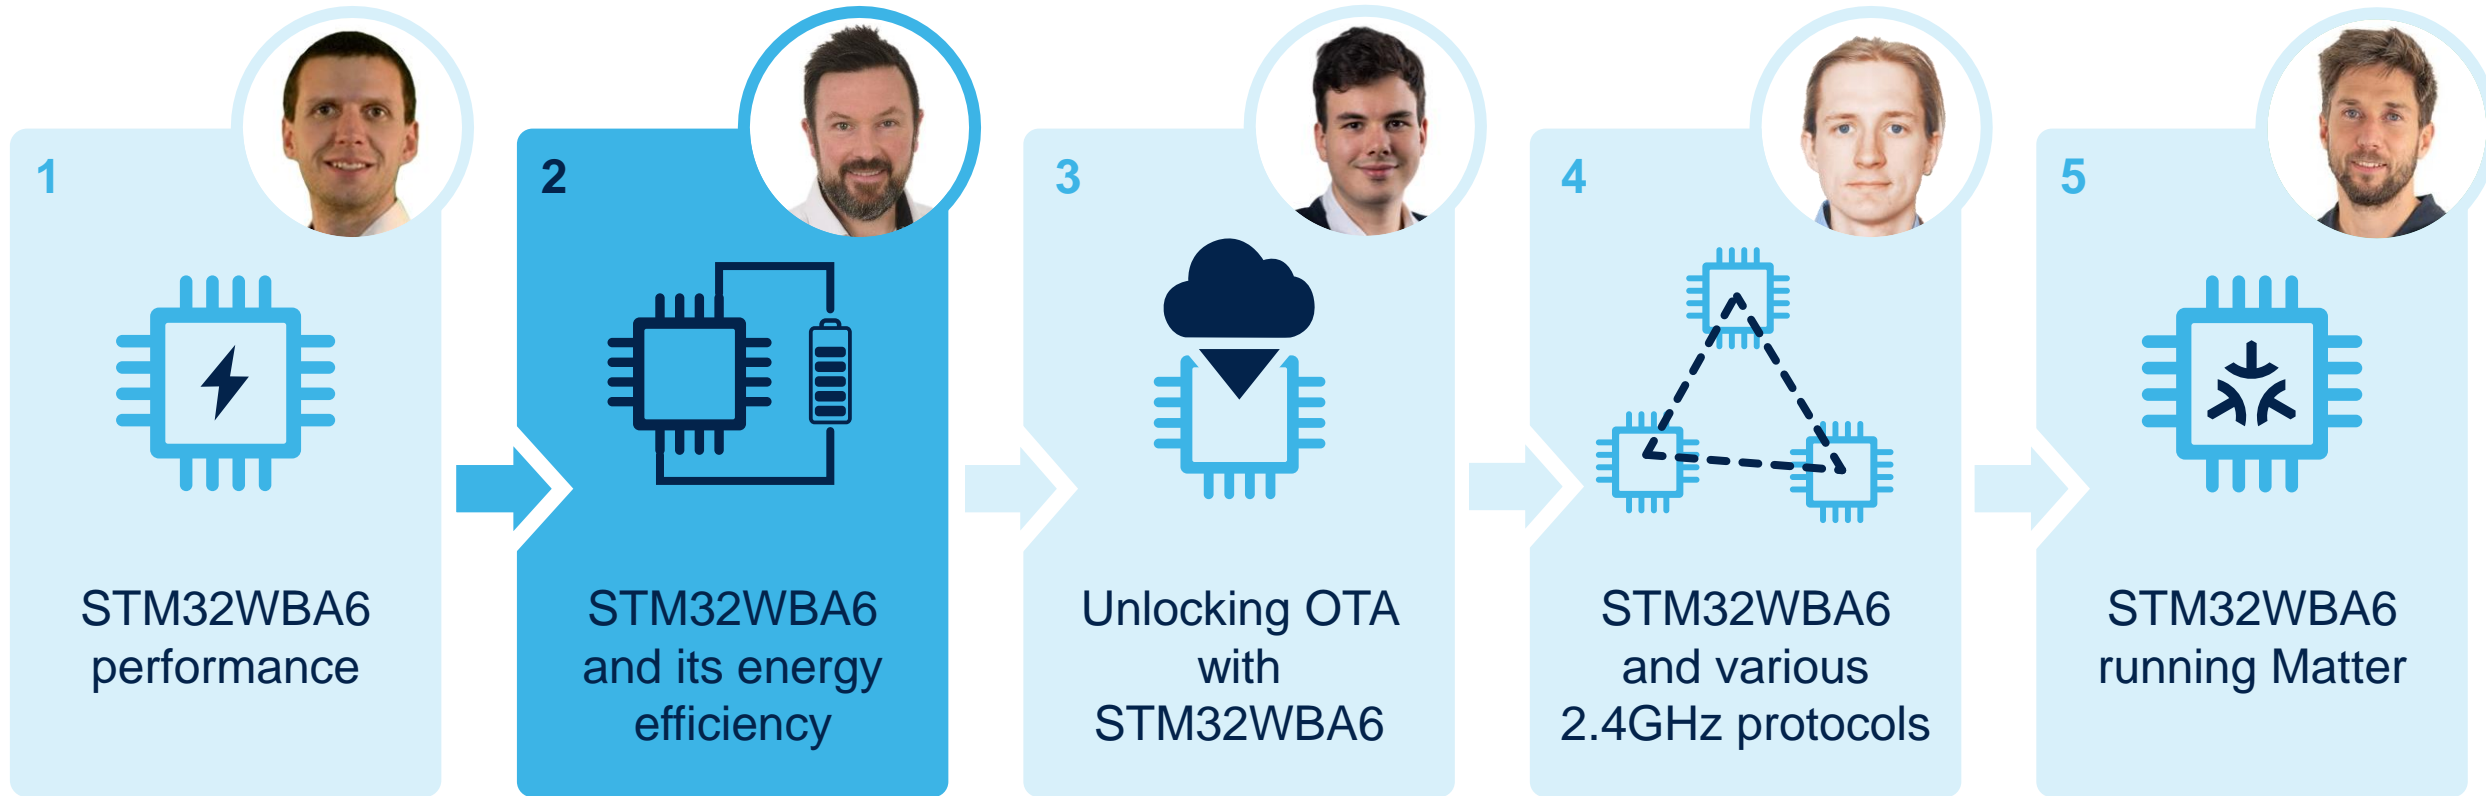 1
STM32WBA6
performance
2
STM32WBA6
and its energy
efficiency
3
Unlocking OTA
with
STM32WBA6
4
STM32WBA6
and various
2.4GHz protocols
5
STM32WBA6
running Matter